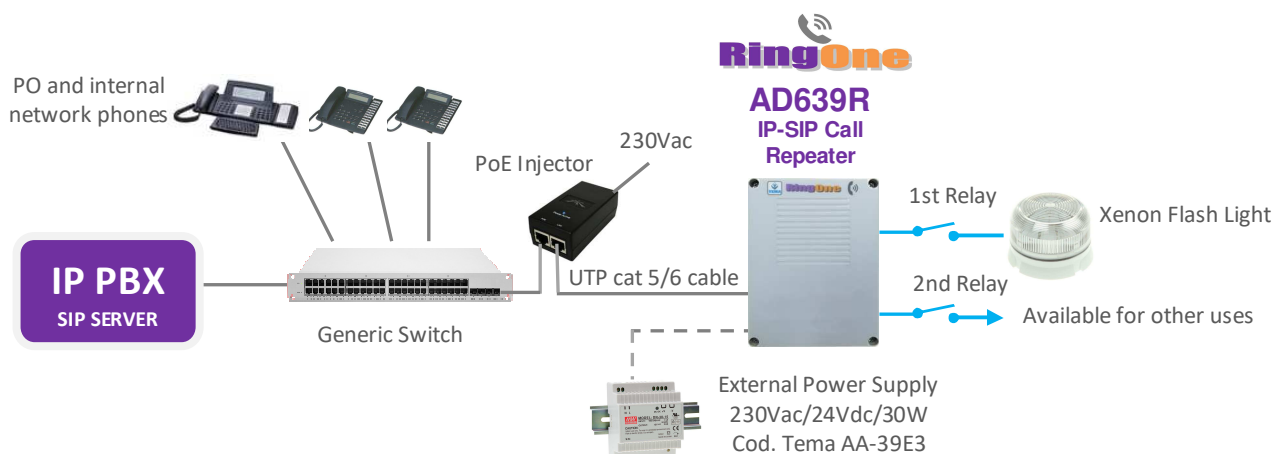 RingOne
AD639R
IP-SIP Call
Repeater
PO and internal
network phones
230Vac
PoE Injector
RingOne
1st Relay
Xenon Flash Light
IP PBX
SIP SERVER
UTP cat 5/6 cable
2nd Relay
Generic Switch
Available for other uses
External Power Supply
230Vac/24Vdc/30W
Cod. Tema AA-39E3